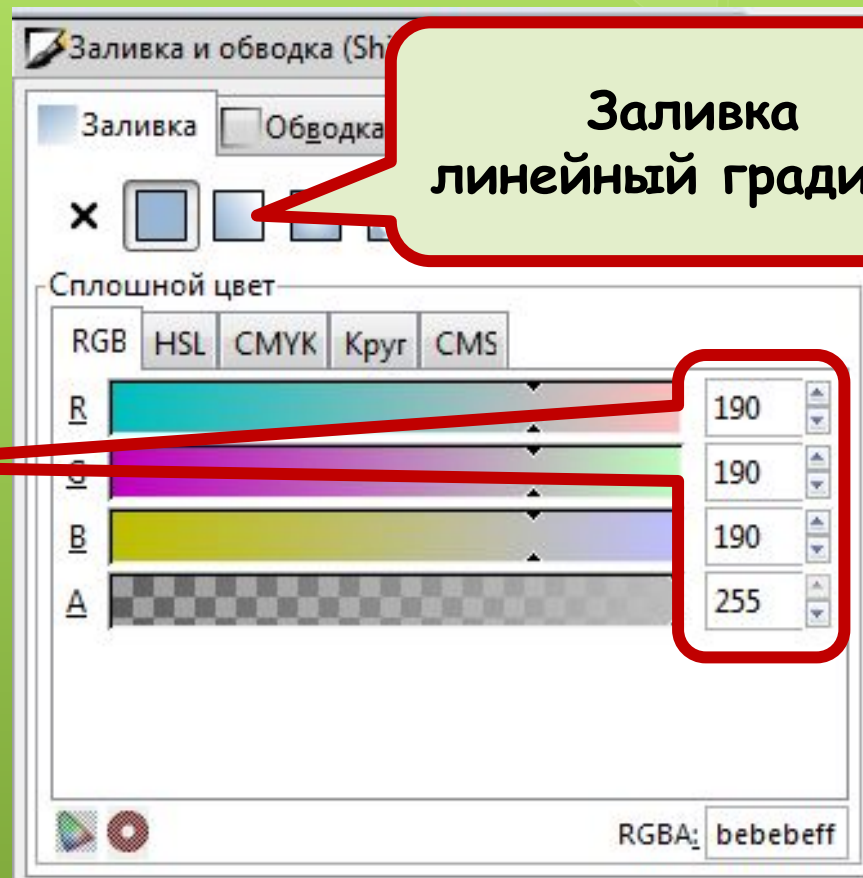 Заливка и обводка (Sh
Заливка
Обводка
Заливка
линейный гради
Сплошной цвет
RGB HSL CMYK Круг CMS
R 190
G 190
B 190
A 255
RGBA: bebebeff